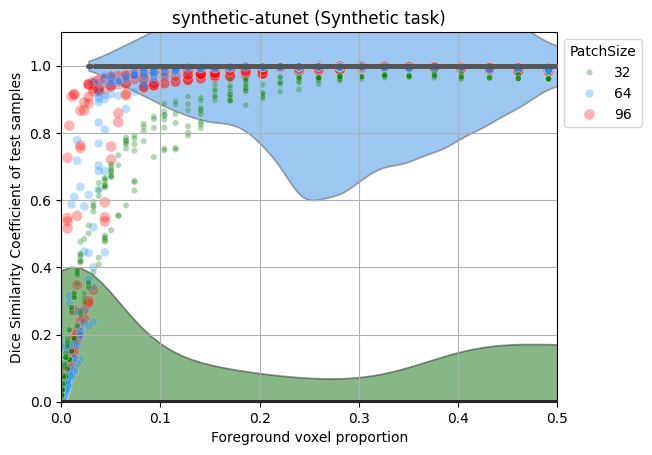 synthetic-atunet (Synthetic task)
Dice Similarity Coefficient of test samples
1.0
0.8
0.6
0.4
0.2
0.0
0.0 0.1 0.2 0.3 0.4 0.5
Foreground voxel proportion
PatchSize
32
64
96